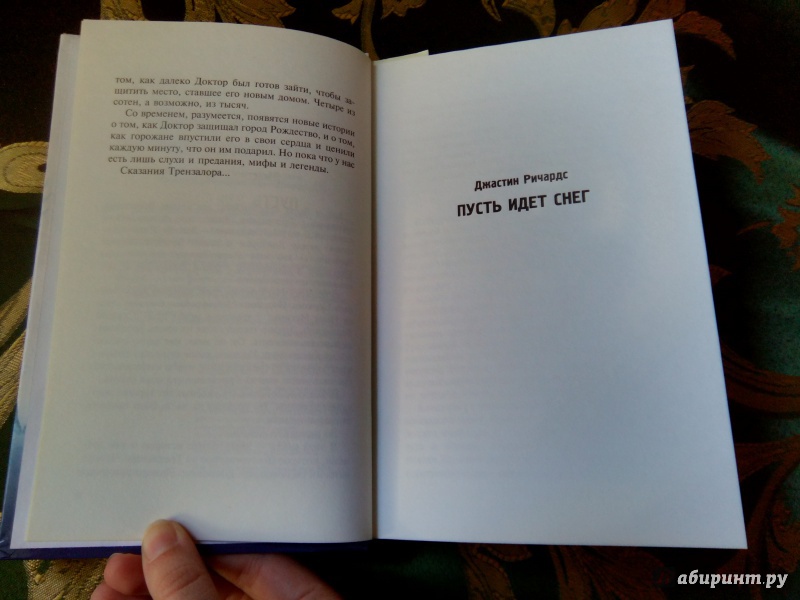 том, как далеко Доктор был готов зайти, чтобы за-
щитить место, ставшее его новым домом. Четыре из
сотен, а возможно, из тысяч.
Со временем, разумеется, появятся новые истории
о том, как Доктор защищал город Рождество, и о том,
как горожане впустили его в свои сердца и ценили
каждую минуту, что он им подарил. Но пока что у нас
есть лишь слухи и предания, мифы и легенды.
Сказания Трензалора...
Джастин Ричардс
ПУСТЬ ИДЕТ СНЕГ
абиринт.ру